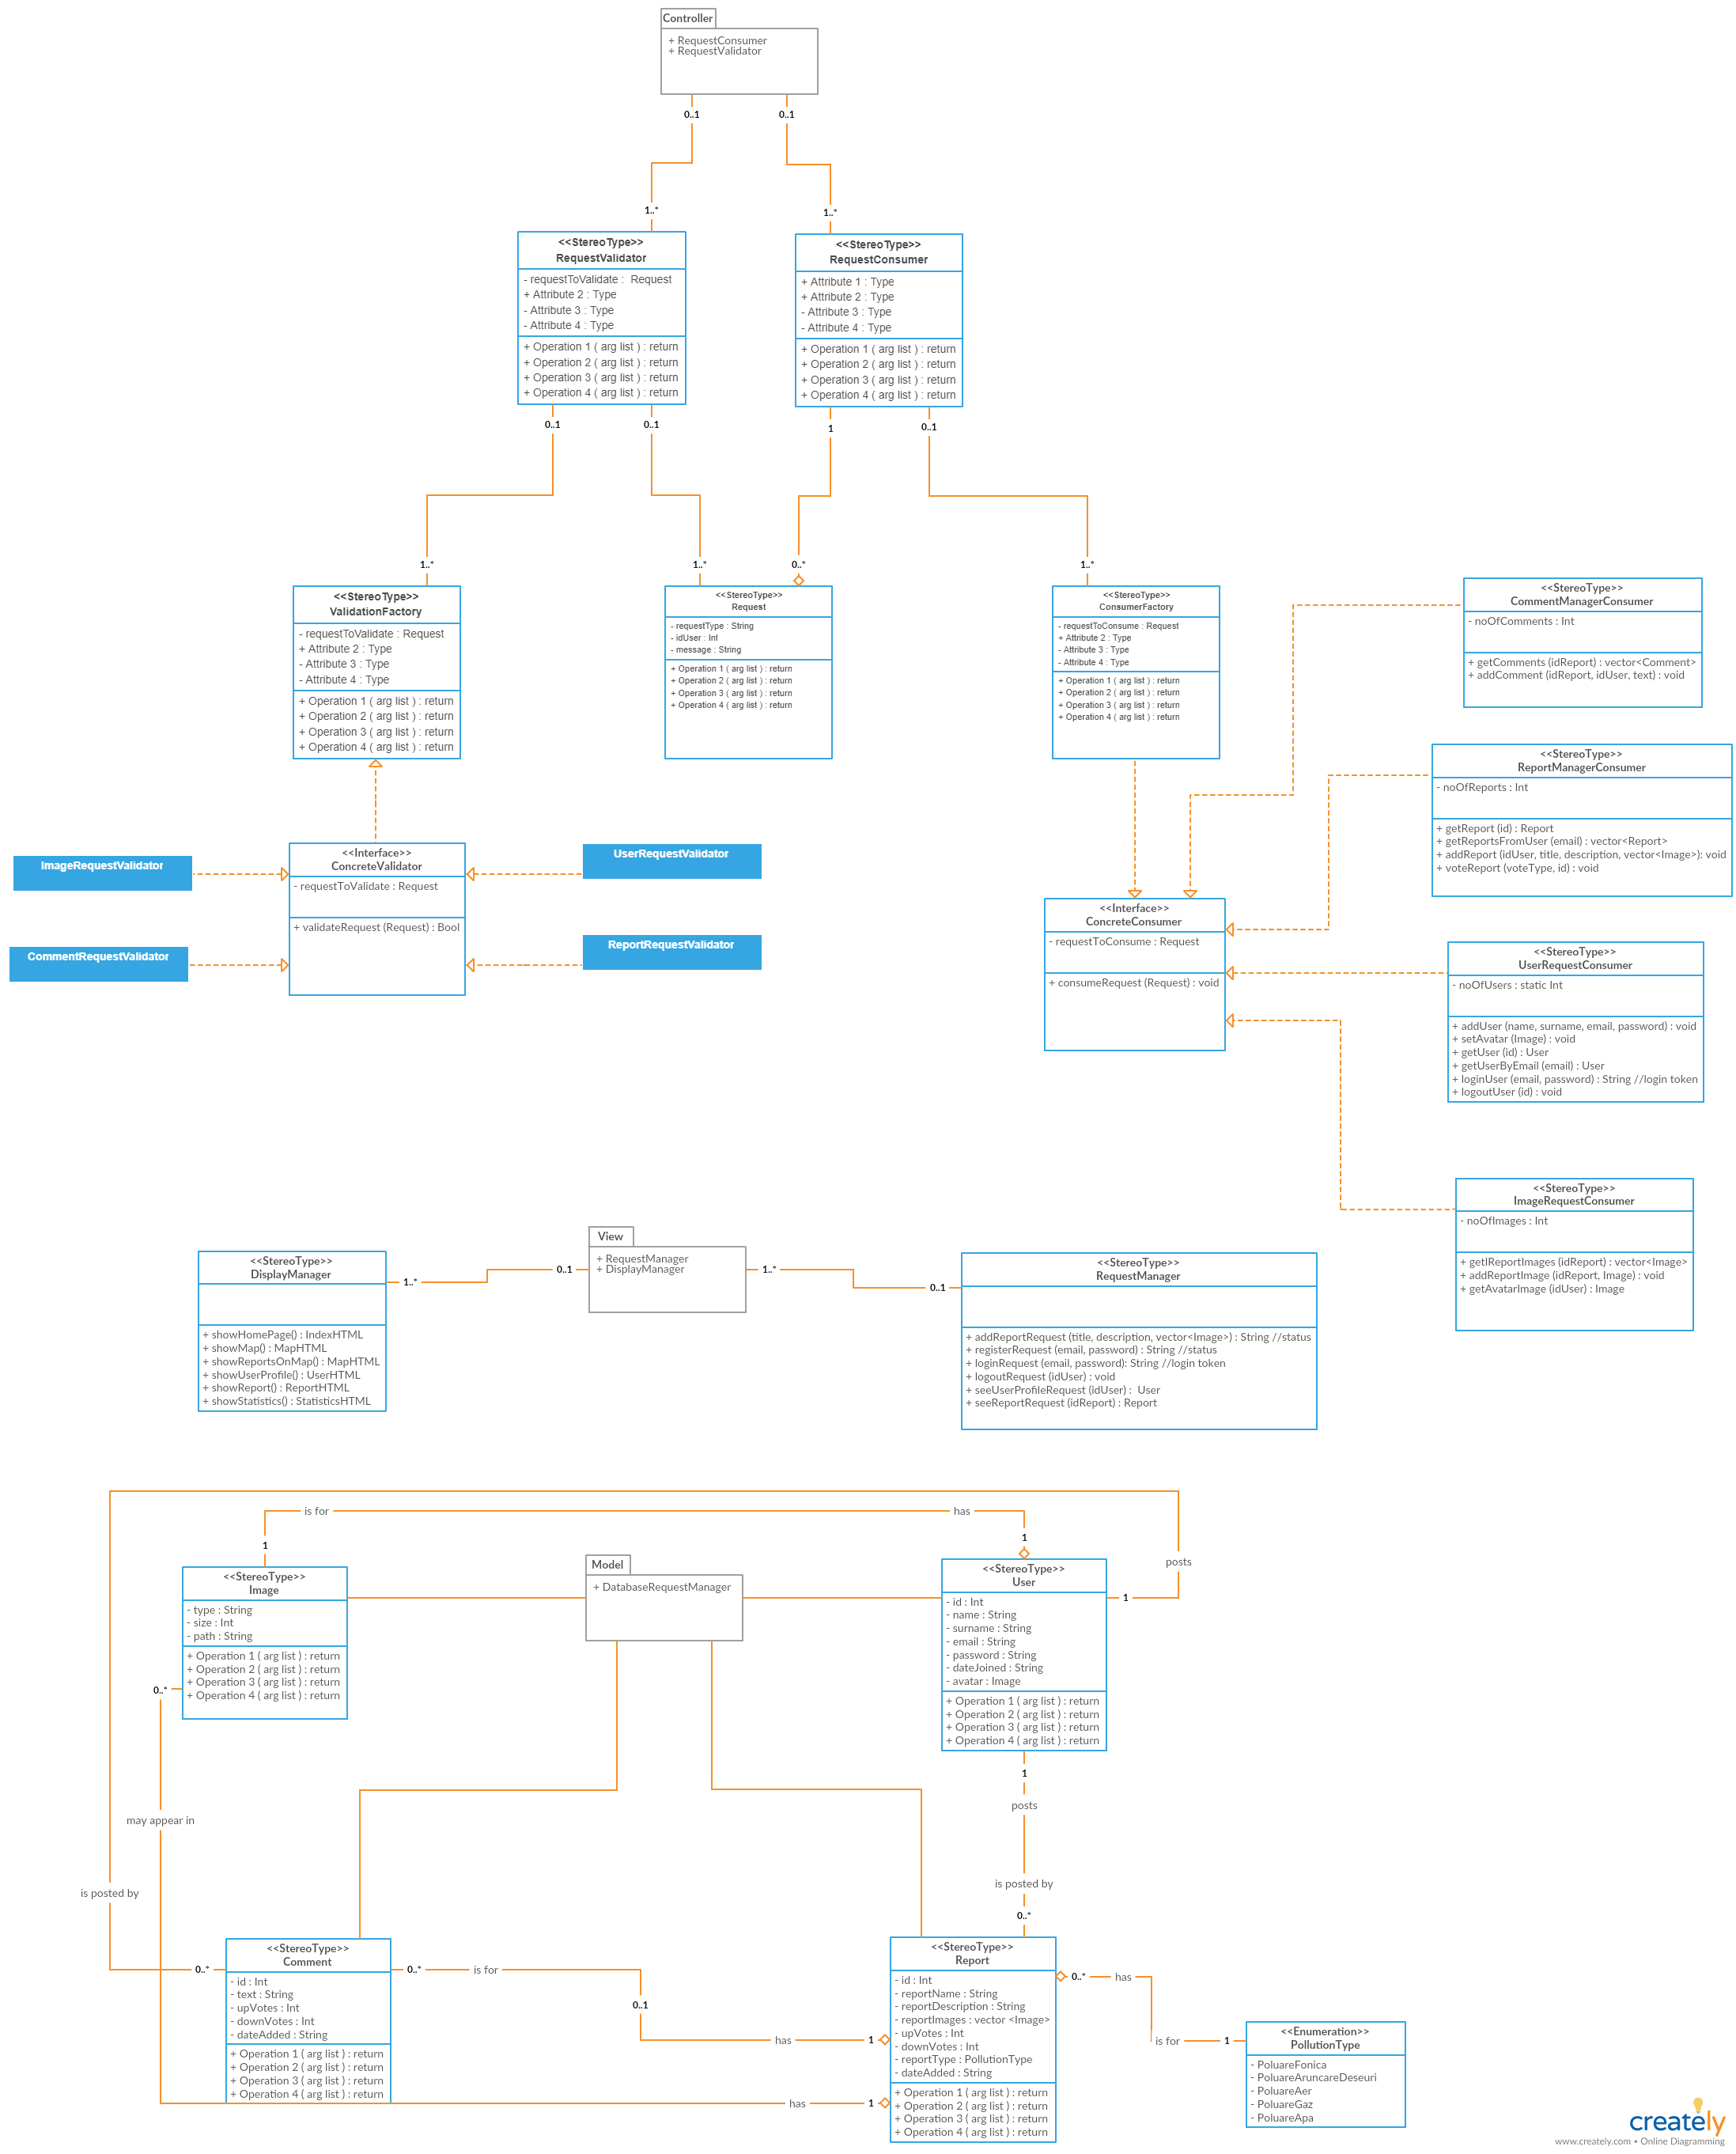 Controller
+ RequestConsumer
+ RequestValidator
0..1
0..1
1..*
1..*
<<StereoType>>
RequestValidator
- requestToValidate :  Request
+ Attribute 2 : Type
- Attribute 3 : Type
- Attribute 4 : Type
+ Operation 1 ( arg list ) : return
+ Operation 2 ( arg list ) : return
+ Operation 3 ( arg list ) : return
+ Operation 4 ( arg list ) : return
<<StereoType>>
RequestConsumer
+ Attribute 1 : Type
+ Attribute 2 : Type
- Attribute 3 : Type
- Attribute 4 : Type
+ Operation 1 ( arg list ) : return
+ Operation 2 ( arg list ) : return
+ Operation 3 ( arg list ) : return
+ Operation 4 ( arg list ) : return
0..1
0..1
1
0..1
1..*
1..*
0..*
1..*
<<StereoType>>
ValidationFactory
- requestToValidate : Request
+ Attribute 2 : Type
- Attribute 3 : Type
- Attribute 4 : Type
+ Operation 1 ( arg list ) : return
+ Operation 2 ( arg list ) : return
+ Operation 3 ( arg list ) : return
+ Operation 4 ( arg list ) : return
<<StereoType>>
Request
- requestType : String
- idUser : Int
- message : String
+ Operation 1 ( arg list ) : return
+ Operation 2 ( arg list ) : return
+ Operation 3 ( arg list ) : return
+ Operation 4 ( arg list ) : return
<<StereoType>>
ConsumerFactory
- requestToConsume : Request
+ Attribute 2 : Type
- Attribute 3 : Type
- Attribute 4 : Type
+ Operation 1 ( arg list ) : return
+ Operation 2 ( arg list ) : return
+ Operation 3 ( arg list ) : return
+ Operation 4 ( arg list ) : return
<<StereoType>>
CommentManagerConsumer
- noOfComments : Int
+ getComments (idReport) : vector<Comment>
+ addComment (idReport, idUser, text) : void
<<StereoType>>
ReportManagerConsumer
- noOfReports : Int
+ getReport (id) : Report
+ getReportsFromUser (email) : vector<Report>
+ addReport (idUser, title, description, vector<Image>): void
+ voteReport (voteType, id) : void
ImageRequestValidator
CommentRequestValidator
<<Interface>>
ConcreteValidator
- requestToValidate : Request
+ validateRequest (Request) : Bool
UserRequestValidator
ReportRequestValidator
<<Interface>>
ConcreteConsumer
- requestToConsume : Request
+ consumeRequest (Request) : void
<<StereoType>>
UserRequestConsumer
- noOfUsers : static Int
+ addUser (name, surname, email, password) : void
+ setAvatar (Image) : void
+ getUser (id) : User
+ getUserByEmail (email) : User
+ loginUser (email, password) : String //login token
+ logoutUser (id) : void
<<StereoType>>
ImageRequestConsumer
- noOfImages : Int
+ getIReportImages (idReport) : vector<Image>
+ addReportImage (idReport, Image) : void
+ getAvatarImage (idUser) : Image
<<StereoType>>
DisplayManager
+ showHomePage() : IndexHTML
+ showMap() : MapHTML
+ showReportsOnMap() : MapHTML
+ showUserProfile() : UserHTML
+ showReport() : ReportHTML
+ showStatistics() : StatisticsHTML
1..*
0..1
View
+ RequestManager
+ DisplayManager
1..*
0..1
<<StereoType>>
RequestManager
+ addReportRequest (title, description, vector<Image>) : String //status
+ registerRequest (email, password) : String //status
+ loginRequest (email, password): String //login token
+ logoutRequest (idUser) : void
+ seeUserProfileRequest (idUser) :  User
+ seeReportRequest (idReport) : Report
is for
has
1
1
posts
<<StereoType>>
Image
- type : String
- size : Int
- path : String
+ Operation 1 ( arg list ) : return
+ Operation 2 ( arg list ) : return
+ Operation 3 ( arg list ) : return
+ Operation 4 ( arg list ) : return
Model
+ DatabaseRequestManager
<<StereoType>>
User
- id : Int
- name : String
- surname : String
- email : String
- password : String
- dateJoined : String
- avatar : Image
+ Operation 1 ( arg list ) : return
+ Operation 2 ( arg list ) : return
+ Operation 3 ( arg list ) : return
+ Operation 4 ( arg list ) : return
1
0..*
1
posts
may appear in
is posted by
is posted by
0..*
0..*
<<StereoType>>
Comment
- id : Int
- text : String
- upVotes : Int
- downVotes : Int
- dateAdded : String
+ Operation 1 ( arg list ) : return
+ Operation 2 ( arg list ) : return
+ Operation 3 ( arg list ) : return
+ Operation 4 ( arg list ) : return
0..*
is for
0..1
has
1
has
1
<<StereoType>>
Report
- id : Int
- reportName : String
- reportDescription : String
- reportImages : vector <Image>
- upVotes : Int
- downVotes : Int
- reportType : PollutionType
- dateAdded : String
+ Operation 1 ( arg list ) : return
+ Operation 2 ( arg list ) : return
+ Operation 3 ( arg list ) : return
+ Operation 4 ( arg list ) : return
0..*
has
is for
1
<<Enumeration>>
PollutionType
- PoluareFonica
- PoluareAruncareDeseuri
- PoluareAer
- PoluareGaz
- PoluareApa
creately
www.creately.com • Online Diagramming